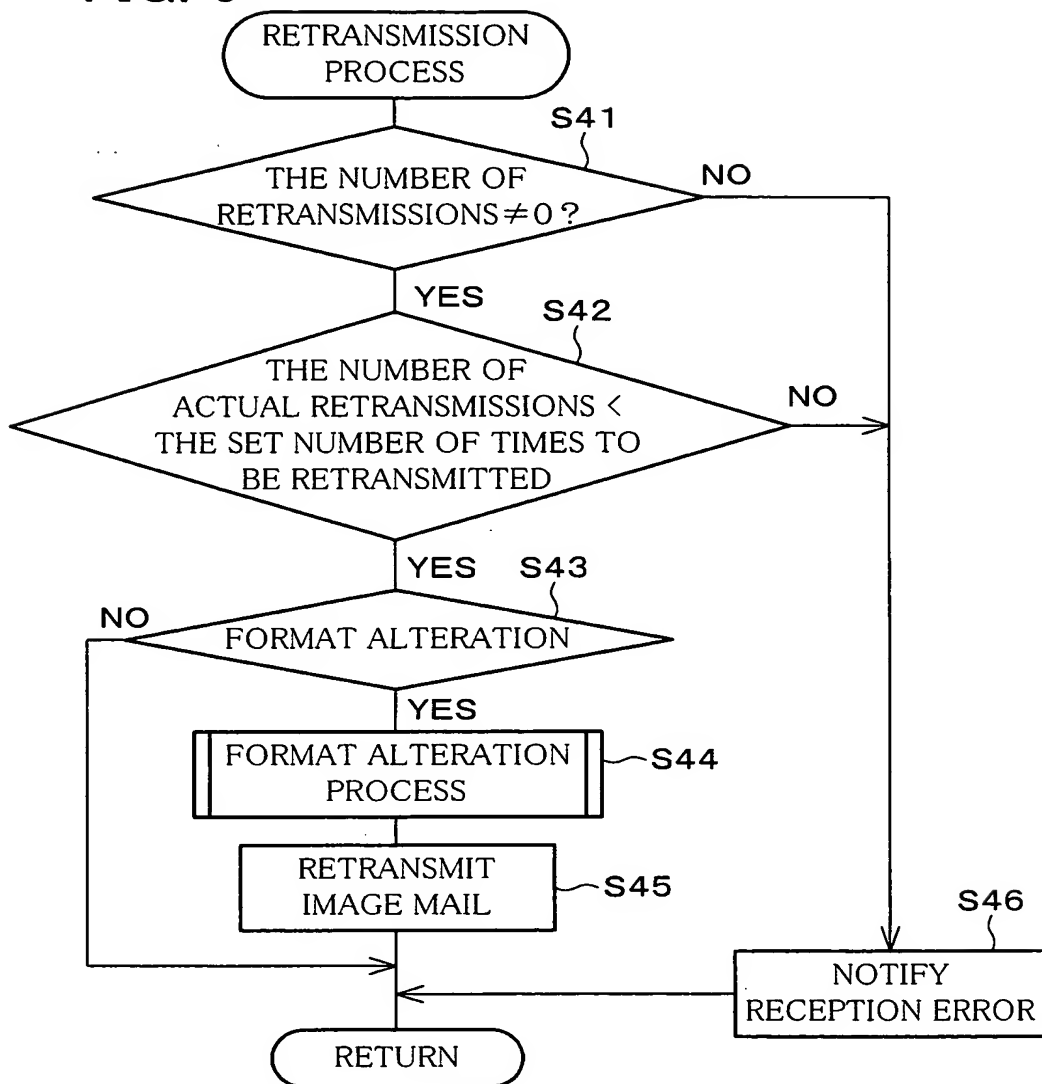 RETRANSMISSION
PROCESS
S41
THE NUMBER OF
RETRANSMISSIONS≠0?
NO
YES
S42
THE NUMBER OF
ACTUAL RETRANSMISSIONS <
THE SET NUMBER OF TIMES TO
BE RETRANSMITTED
NO
YES
S43
NO
FORMAT ALTERATION
YES
FORMAT ALTERATION
PROCESS
S44
RETRANSMIT
IMAGE MAIL
S45
S46
NOTIFY
RECEPTION ERROR
RETURN